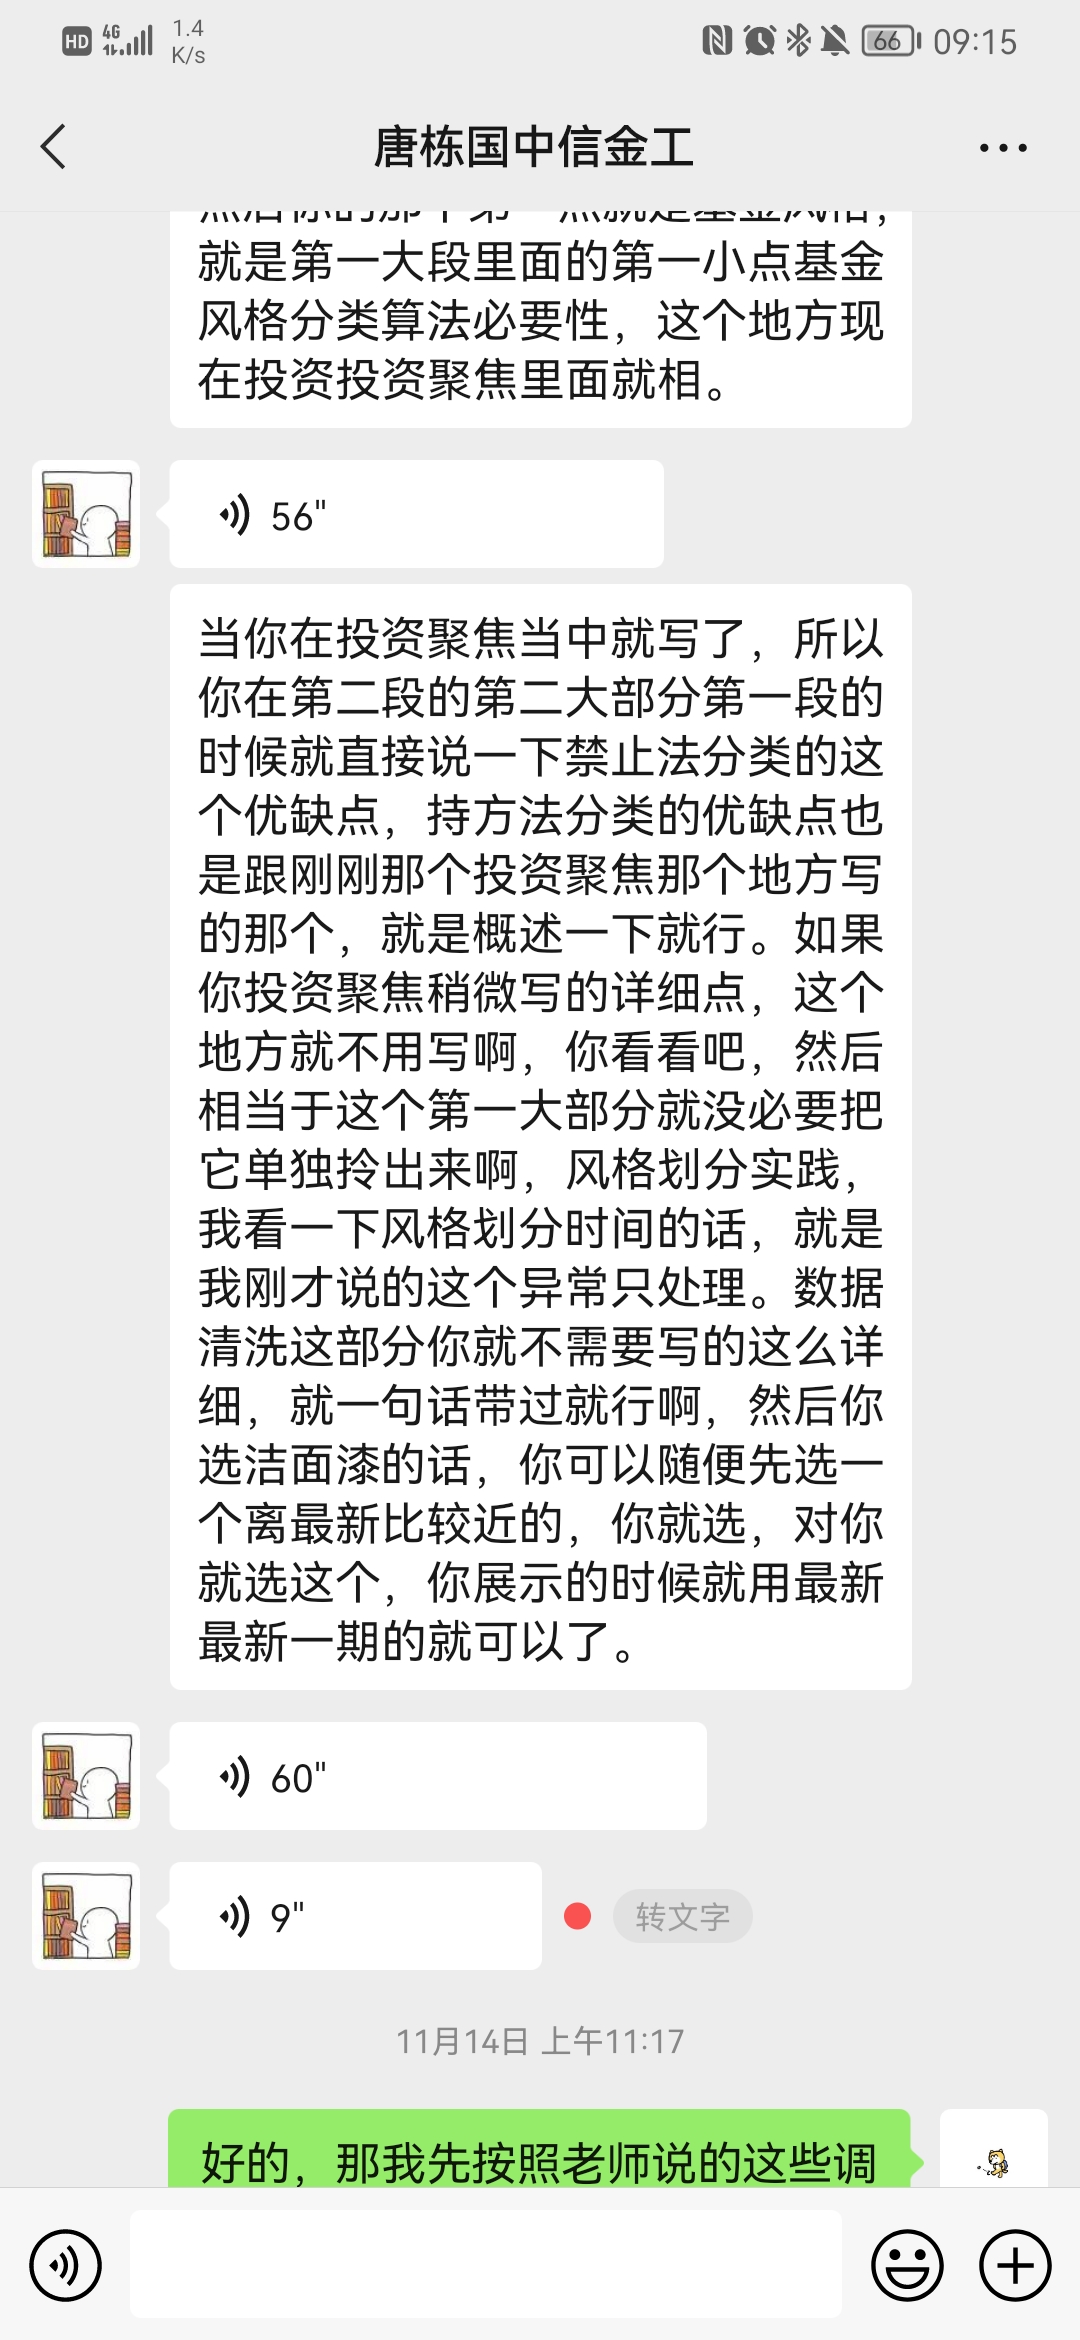 HD 4G 1.4 K/s 66 09:15
唐栋国中信金工
然后你的那个第一点就是基金风格，
就是第一大段里面的第一小点基金
风格分类算法必要性，这个地方现
在投资投资聚焦里面就相。
56"
当你在投资聚焦当中就写了，所以
你在第二段的第二大部分第一段的
时候就直接说一下禁止法分类的这
个优缺点，持方法分类的优缺点也
是跟刚刚那个投资聚焦那个地方写
的那个，就是概述一下就行。如果
你投资聚焦稍微写的详细点，这个
地方就不用写啊，你看看吧，然后
相当于这个第一大部分就没必要把
它单独拎出来啊，风格划分实践，
我看一下风格划分时间的话，就是
我刚才说的这个异常只处理。数据
清洗这部分你就不需要写的这么详
细，就一句话带过就行啊，然后你
选洁面漆的话，你可以随便先选一
个离最新比较近的，你就选，对你
就选这个，你展示的时候就用最新
最新一期的就可以了。
60"
9"
转文字
11月14日 上午11:17
好的，那我先按照老师说的这些调